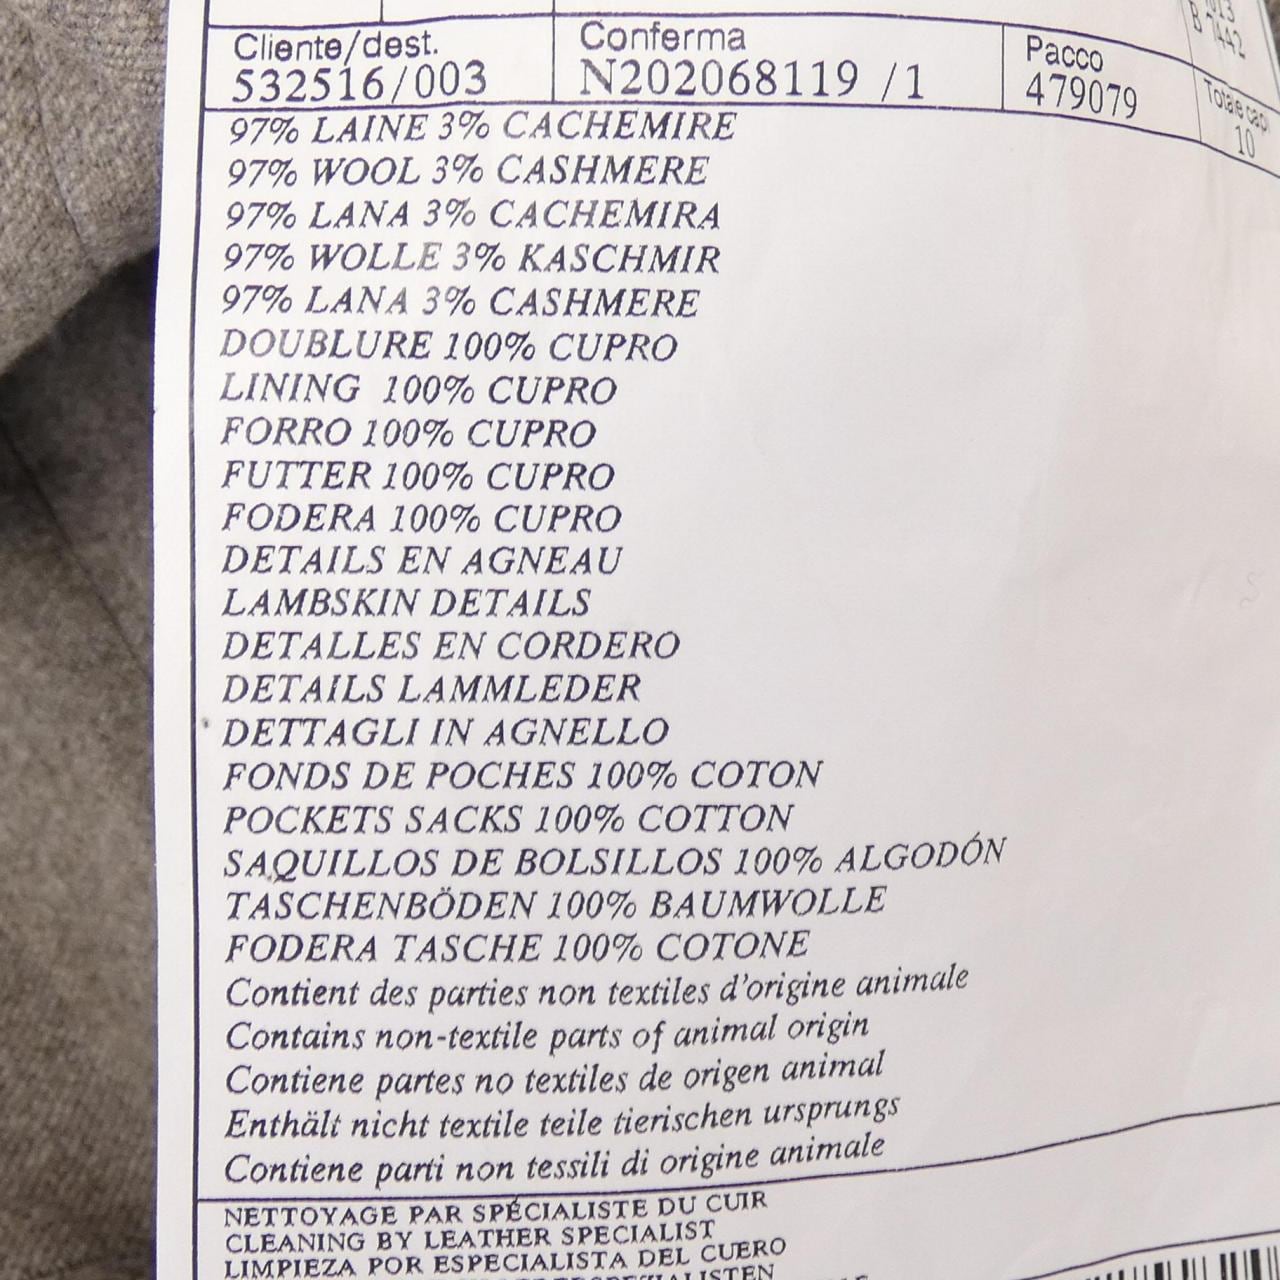 Cliente/dest.
532516/003
Conferma
N202068119 /1
Pacco
479079
Totale capi
10
97% LAINE 3% CACHEMIRE
97% WOOL 3% CASHMERE
97% LANA 3% CACHEMIRA
97% WOLLE 3% KASCHMIR
97% LANA 3% CASHMERE
DOUBLURE 100% CUPRO
LINING 100% CUPRO
FORRO 100% CUPRO
FUTTER 100% CUPRO
FODERA 100% CUPRO
DETAILS EN AGNEAU
LAMBSKIN DETAILS
DETALLES EN CORDERO
DETAILS LAMMLEDER
DETTAGLI IN AGNELLO
FONDS DE POCHES 100% COTON
POCKETS SACKS 100% COTTON
SAQUILLOS DE BOLSILLOS 100% ALGODÓN
TASCHENBÖDEN 100% BAUMWOLLE
FODERA TASCHE 100% COTONE
Contient des parties non textiles d'origine animale
Contains non-textile parts of animal origin
Contiene partes no textiles de origen animal
Enthält nicht textile teile tierischen ursprungs
Contiene parti non tessili di origine animale
NETTOYAGE PAR SPÉCIALISTE DU CUIR
CLEANING BY LEATHER SPECIALIST
LIMPIEZA POR ESPECIALISTA DEL CUERO